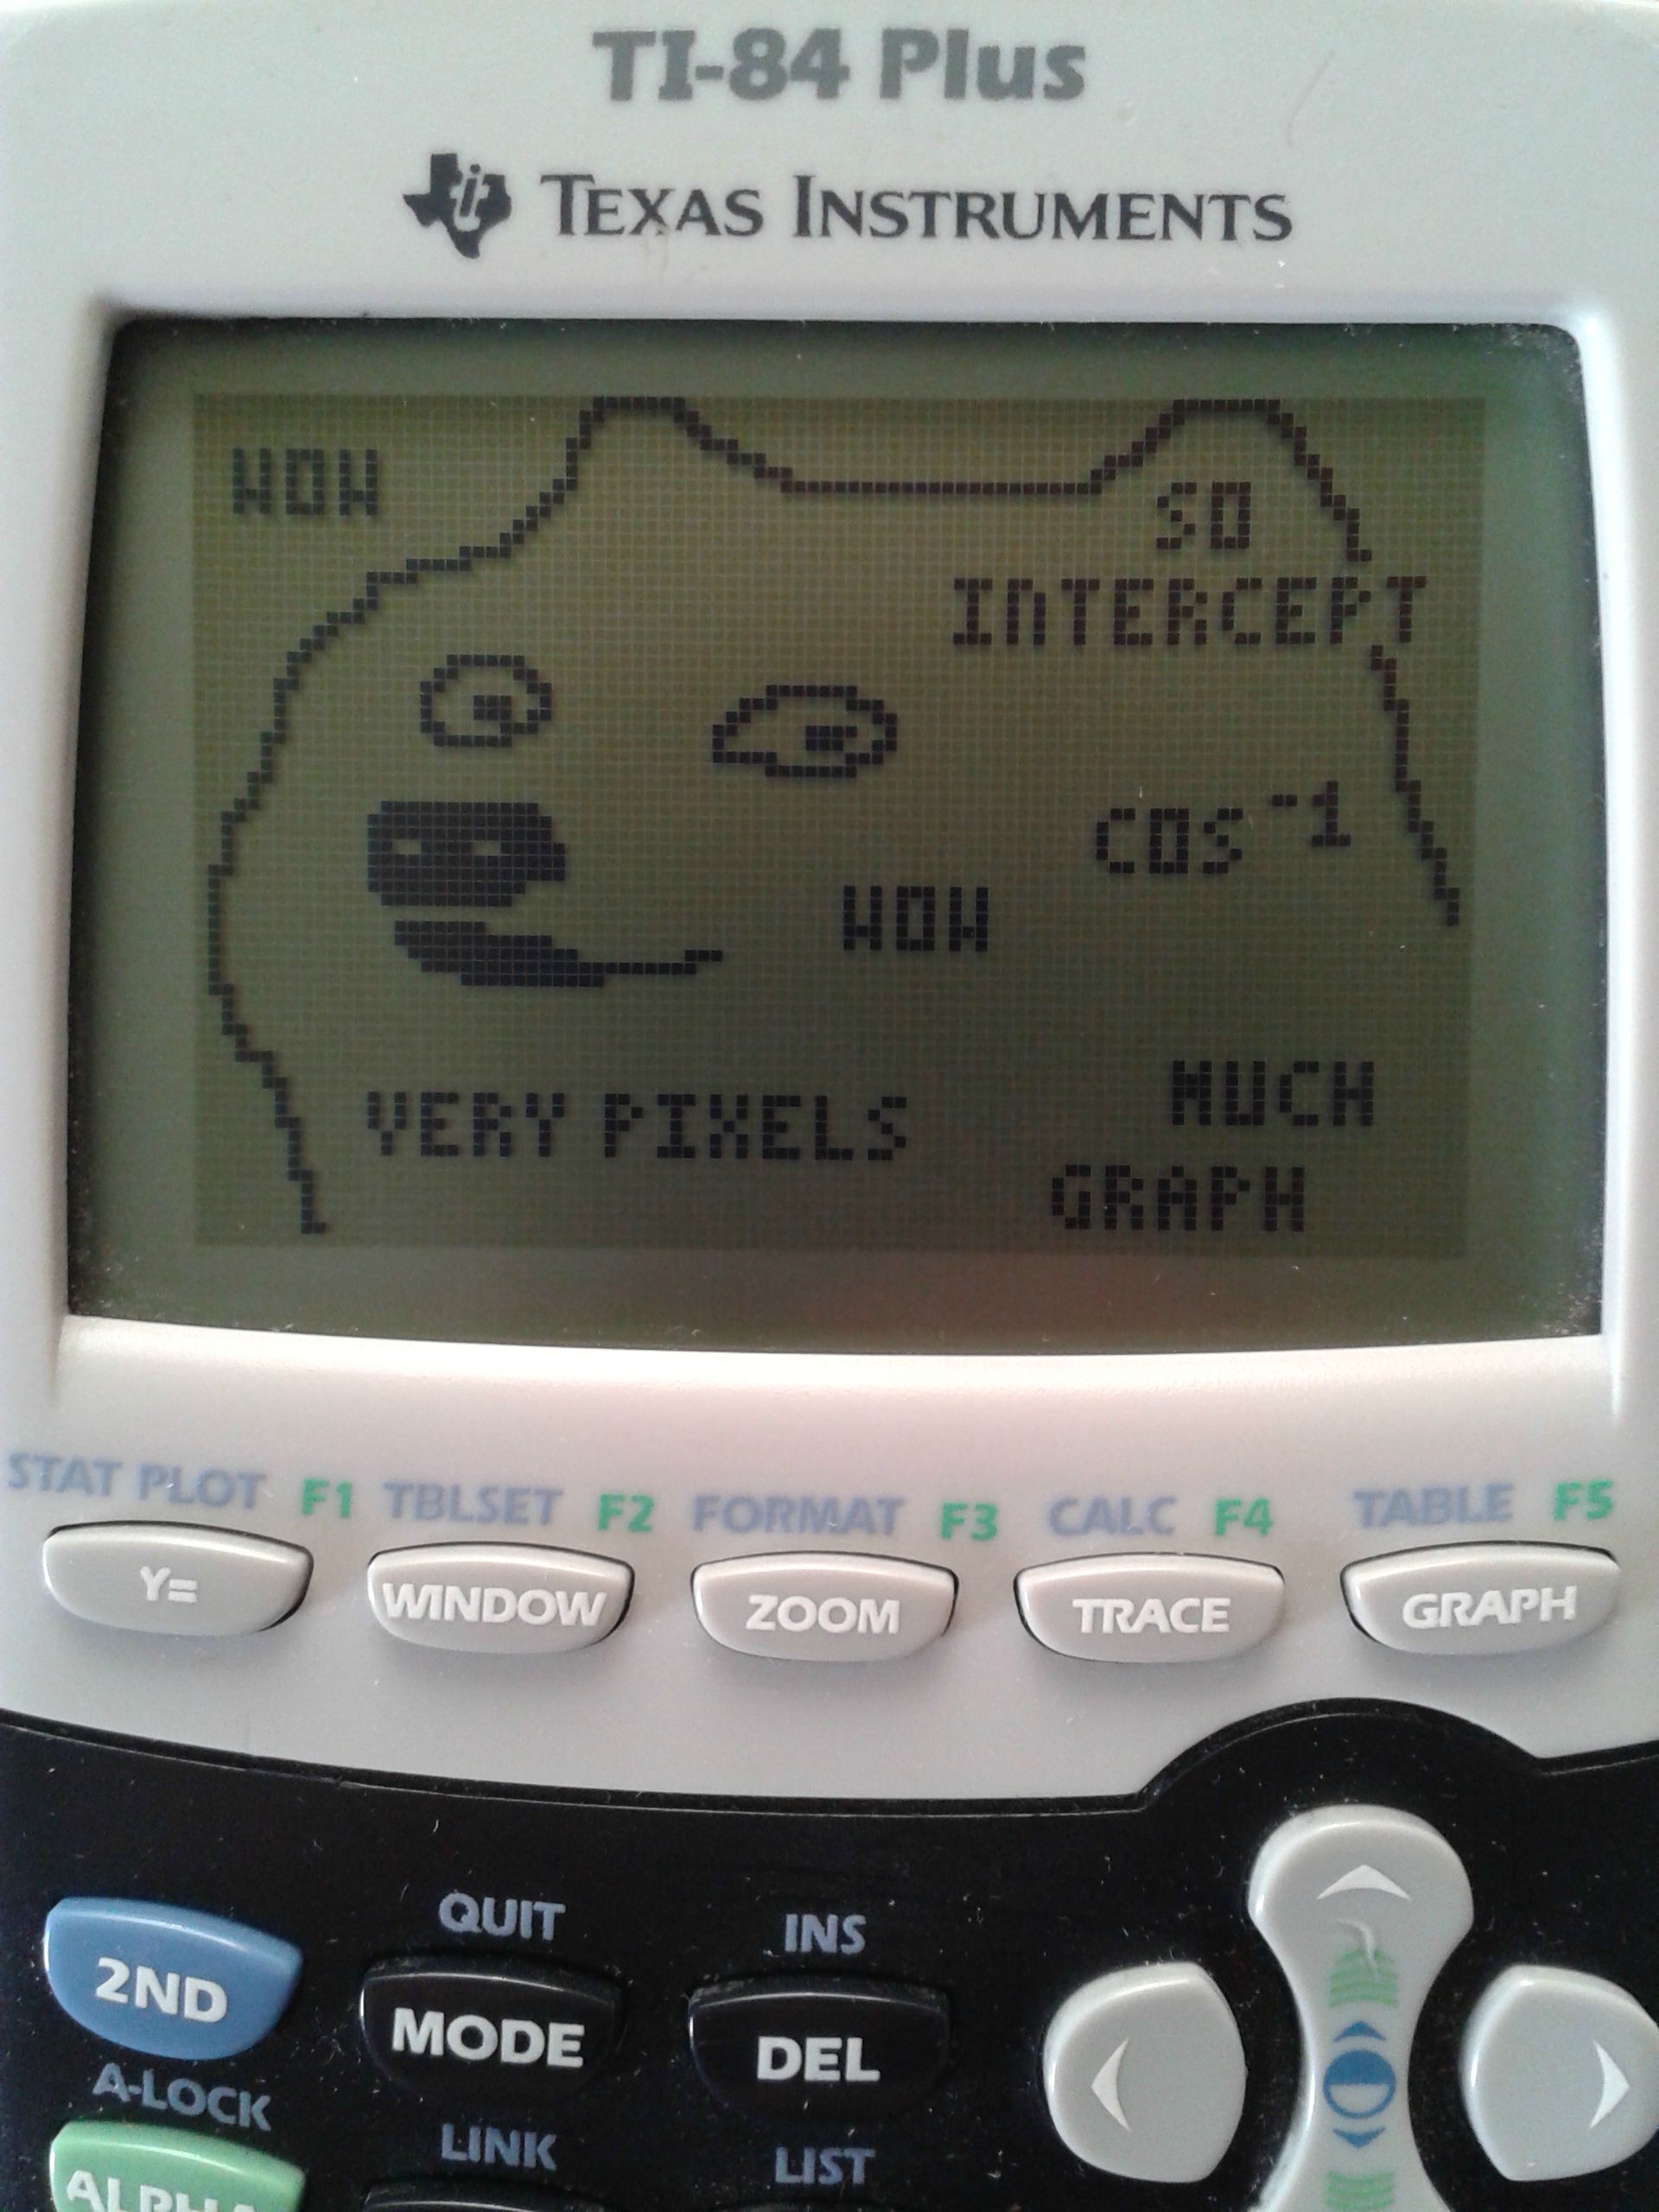 TI-84 Plus
TEXAS INSTRUMENTS
WOW
SO
INTERCEPT
COS⁻¹
WOW
MUCH
VERY PIXELS
GRAPH
STAT PLOT F1 TBLSET F2 FORMAT F3 CALC F4 TABLE F5
Y= WINDOW ZOOM TRACE GRAPH
QUIT INS
2ND MODE DEL
A-LOCK LINK LIST
ALPHA